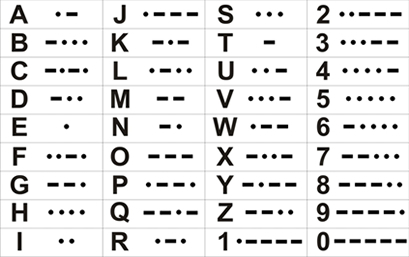 A •– J •––– S ••• 2 ••–––
B –••• K –•– T – 3 •••––
C –•–• L •–•• U ••– 4 ••••–
D –•• M –– V •••– 5 •••••
E • N –• W •–– 6 –••••
F ••–• O ––– X –••– 7 ––•••
G ––• P •––• Y –•–– 8 –––••
H •••• Q ––•– Z ––•• 9 ––––•
I •• R •–• 1 •–––– 0 –––––